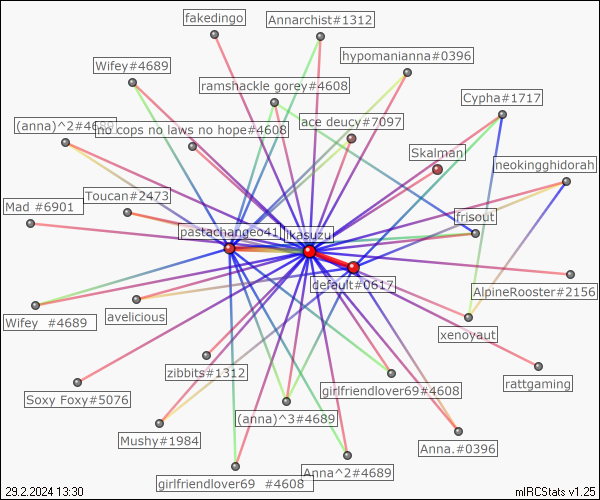 fakedingo
Annarchist#1312
hypomanianna#0396
Wifey#4689
ramshackle gorey#4608
Cypha#1717
(anna)^2#4689
no cops no laws no hope#4608
ace deucy#7097
Skalman
neokingghidorah
Toucan#2473
Mad #6901
frisout
pastachangeo41
likasuzu
default#0617
AlpineRooster#2156
Wifey #4689
avelicious
xenoyaut
zibbits#1312
rattgaming
Soxy Foxy#5076
girlfriendlover69#4608
(anna)^3#4689
Mushy#1984
Anna.#0396
Anna^2#4689
girlfriendlover69 #4608
29.2.2024 13:30
mIRCStats v1.25